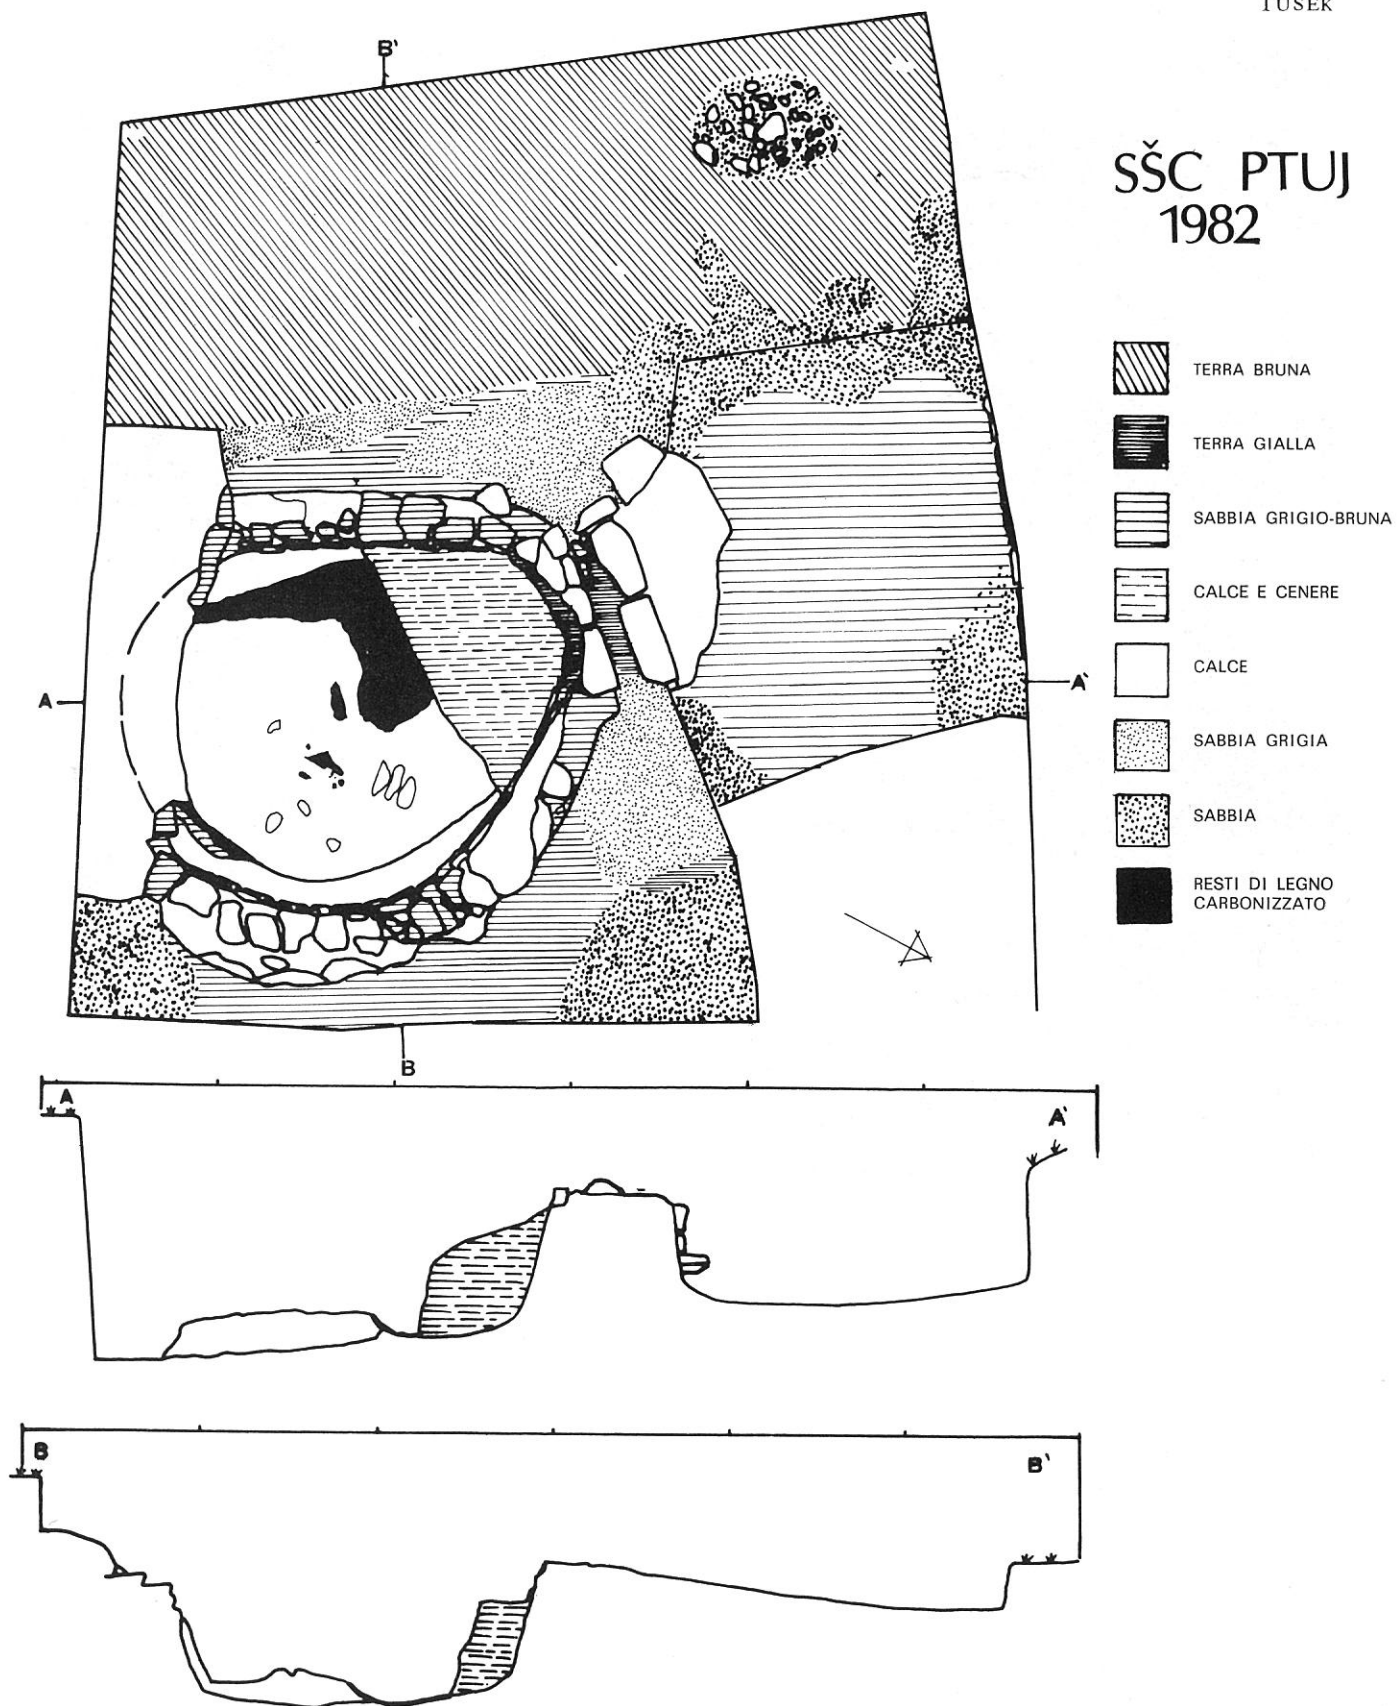 TUŠEK
B'
SŠC PTUJ
1982
TERRA BRUNA
TERRA GIALLA
SABBIA GRIGIO-BRUNA
CALCE E CENERE
CALCE
SABBIA GRIGIA
SABBIA
RESTI DI LEGNO
CARBONIZZATO
A
A'
B
A
A'
B
B'